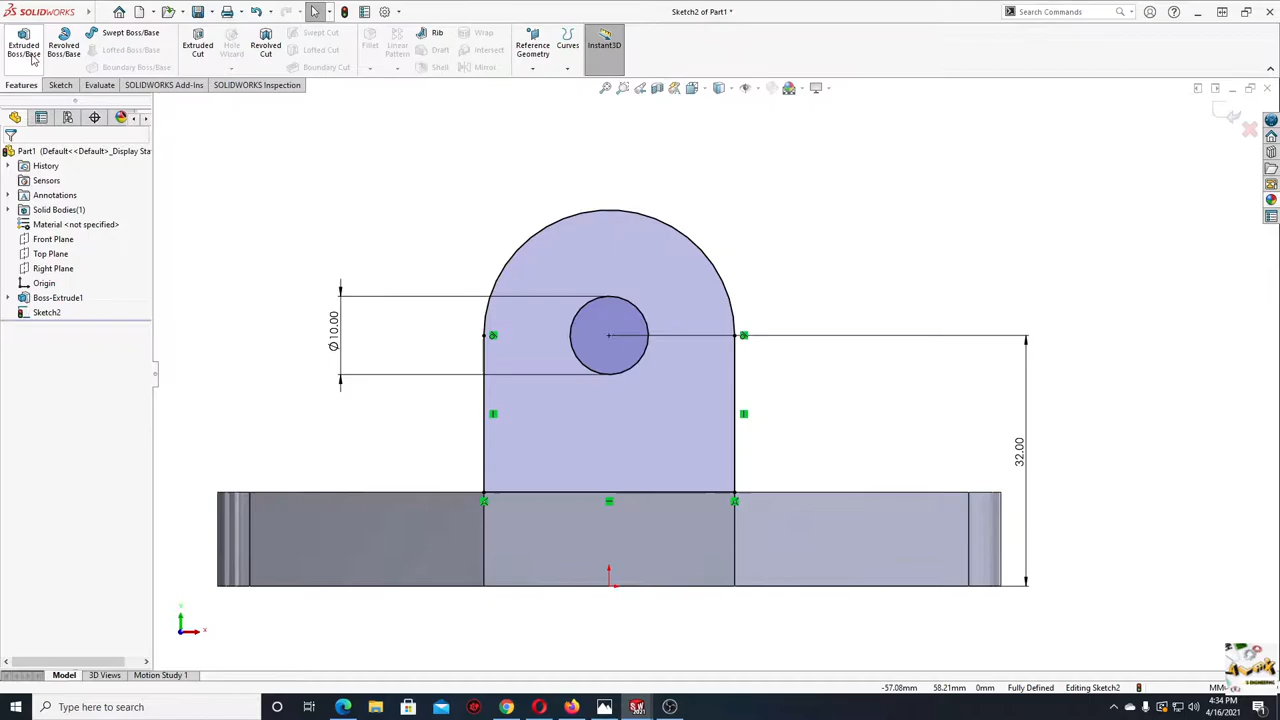 SOLIDWORKS
Sketch2 of Part1 *
Search Commands
Extruded Boss/Base
Revolved Boss/Base
Swept Boss/Base
Lofted Boss/Base
Boundary Boss/Base
Extruded Cut
Hole Wizard
Revolved Cut
Swept Cut
Lofted Cut
Boundary Cut
Fillet
Linear Pattern
Rib
Draft
Shell
Wrap
Intersect
Mirror
Reference Geometry
Curves
Instant3D
Features
Sketch
Evaluate
SOLIDWORKS Add-Ins
SOLIDWORKS Inspection
Part1 (Default<<Default>_Display Sta
History
Sensors
Annotations
Solid Bodies(1)
Material <not specified>
Front Plane
Top Plane
Right Plane
Origin
Boss-Extrude1
Sketch2
Ø10.00
32.00
Y
X
Model
3D Views
Motion Study 1
-57.08mm
58.21mm
0mm
Fully Defined
Editing Sketch2
Type here to search
4:34 PM
4/16/2021